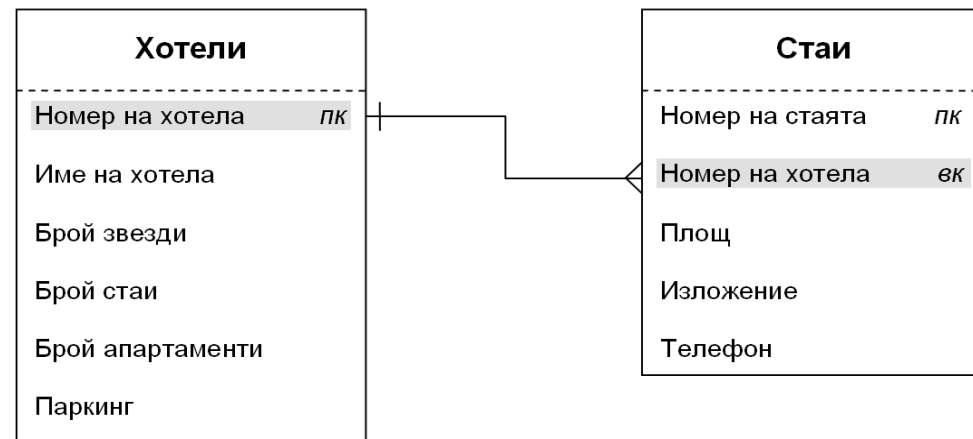 Хотели
Номер на хотела пк
Име на хотела
Брой звезди
Брой стаи
Брой апартаменти
Паркинг
Стаи
Номер на стаята пк
Номер на хотела вк
Площ
Изложение
Телефон